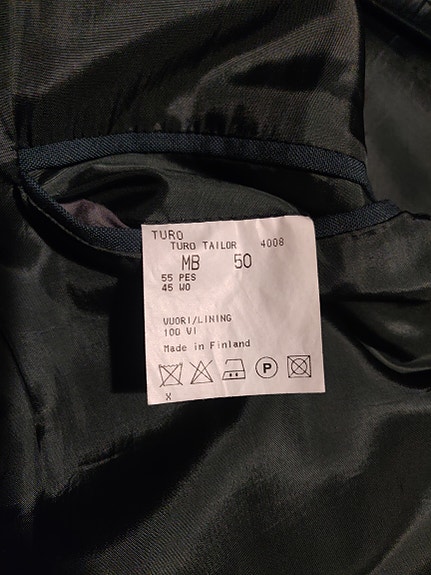 TURO
TURO TAILOR 4008
MB 50
55 PES
45 WO
VUORI/LINING
100 VI
Made in Finland
P
X